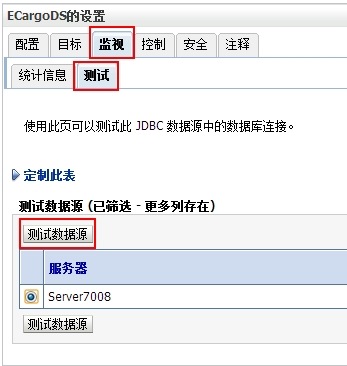 ECargoDS的设置
配置 目标 监视 控制 安全 注释
统计信息 测试
使用此页可以测试此 JDBC 数据源中的数据库连接。
定制此表
测试数据源 (已筛选 - 更多列存在)
测试数据源
服务器
Server7008
测试数据源